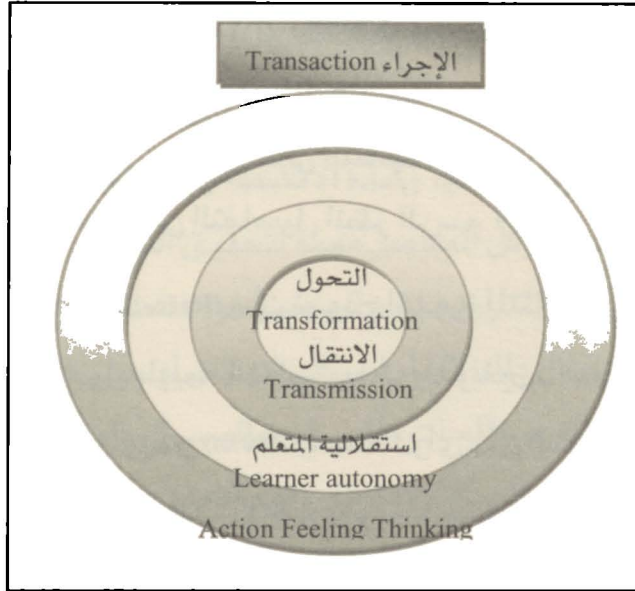 الإجراء Transaction
التحول
Transformation
الانتقال
Transmission
استقلالية المتعلم
Learner autonomy
Action Feeling Thinking